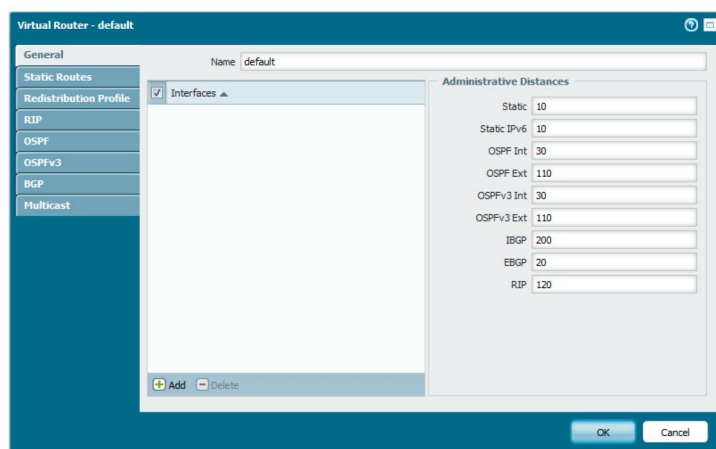 Virtual Router - default
General
Static Routes
Redistribution Profile
RIP
OSPF
OSPFv3
BGP
Multicast
Name default
Interfaces
Add Delete
Administrative Distances
Static 10
Static IPv6 10
OSPF Int 30
OSPF Ext 110
OSPFv3 Int 30
OSPFv3 Ext 110
IBGP 200
EBGP 20
RIP 120
OK Cancel